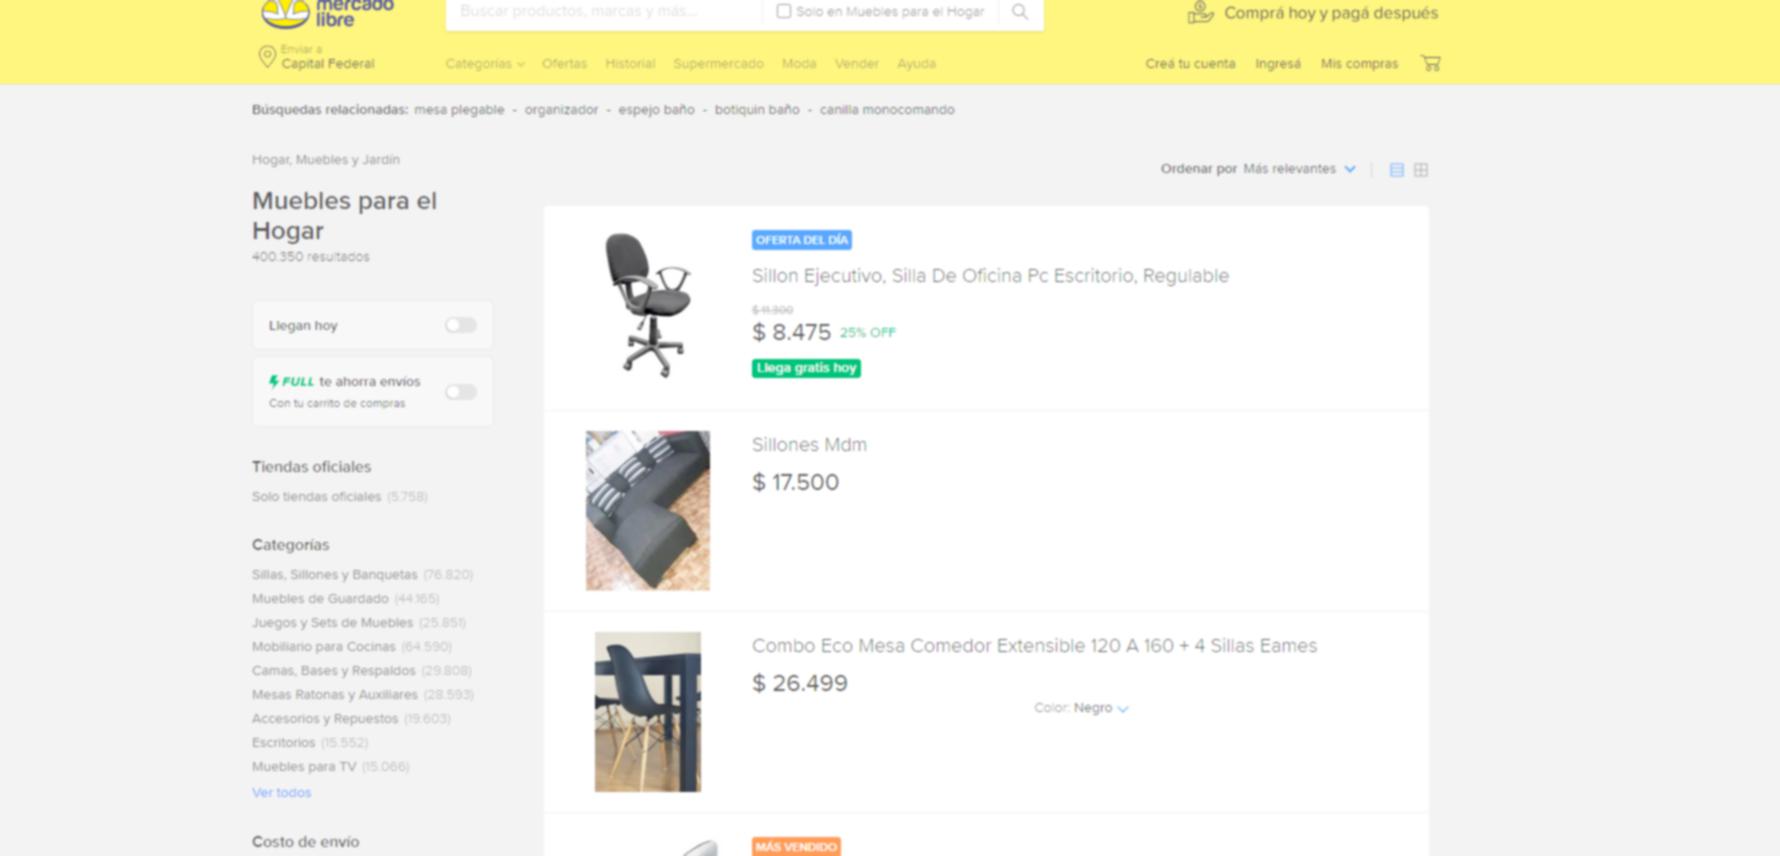 mercado
libre
Buscar productos, marcas y más...
Solo en Muebles para el Hogar
Comprá hoy y pagá después
Enviar a
Capital Federal
Categorías
Ofertas
Historial
Supermercado
Moda
Vender
Ayuda
Creá tu cuenta
Ingresá
Mis compras
Búsquedas relacionadas: mesa plegable - organizador - espejo baño - botiquin baño - canilla monocomando
Hogar, Muebles y Jardín
Ordenar por Más relevantes
Muebles para el
Hogar
400.350 resultados
Llegan hoy
FULL te ahorra envíos
Con tu carrito de compras
Tiendas oficiales
Solo tiendas oficiales (5.758)
Categorías
Sillas, Sillones y Banquetas (76.820)
Muebles de Guardado (44.165)
Juegos y Sets de Muebles (25.851)
Mobiliario para Cocinas (64.590)
Camas, Bases y Respaldos (29.808)
Mesas Ratonas y Auxiliares (28.593)
Accesorios y Repuestos (19.603)
Escritorios (15.552)
Muebles para TV (15.066)
Ver todos
Costo de envío
OFERTA DEL DÍA
Sillon Ejecutivo, Silla De Oficina Pc Escritorio, Regulable
$ 11.300
$ 8.475 25% OFF
Llega gratis hoy
Sillones Mdm
$ 17.500
Combo Eco Mesa Comedor Extensible 120 A 160 + 4 Sillas Eames
$ 26.499
Color: Negro
MÁS VENDIDO